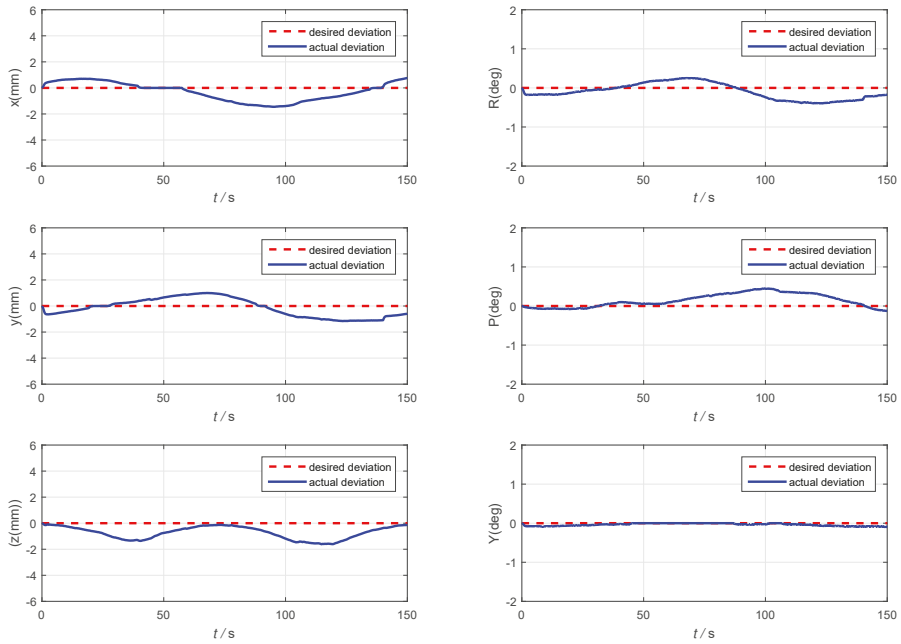 6
4
2
0
-2
-4
-6
x(mm)
desired deviation
actual deviation
0
50
100
150
t / s
2
1
0
-1
-2
R(deg)
desired deviation
actual deviation
0
50
100
150
t / s
6
4
2
0
-2
-4
-6
y(mm)
desired deviation
actual deviation
0
50
100
150
t / s
2
1
0
-1
-2
P(deg)
desired deviation
actual deviation
0
50
100
150
t / s
6
4
2
0
-2
-4
-6
(z(mm))
desired deviation
actual deviation
0
50
100
150
t / s
2
1
0
-1
-2
Y(deg)
desired deviation
actual deviation
0
50
100
150
t / s